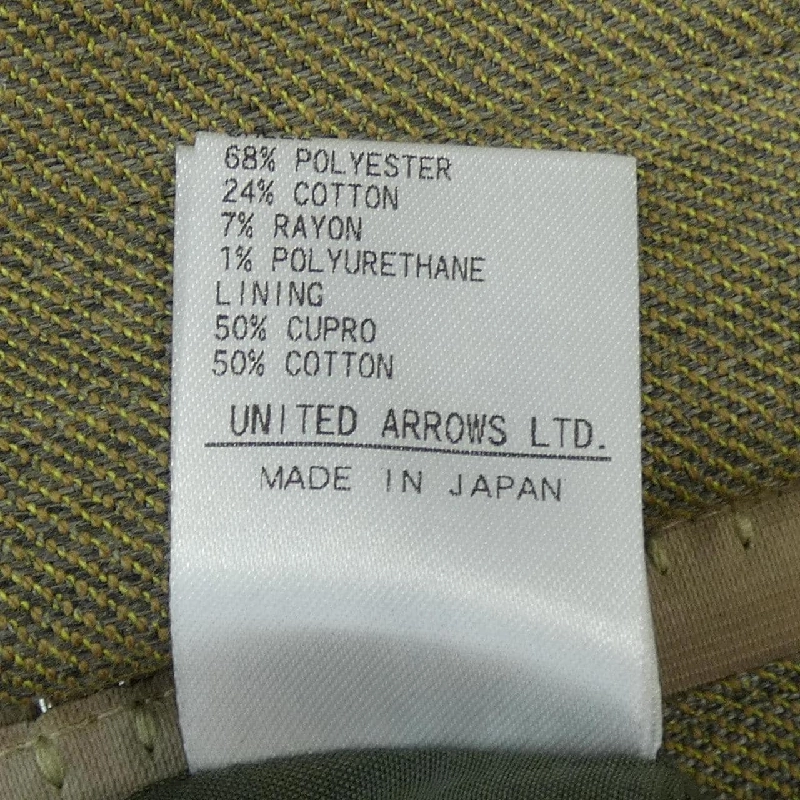 68% POLYESTER
24% COTTON
7% RAYON
1% POLYURETHANE
LINING
50% CUPRO
50% COTTON
UNITED ARROWS LTD.
MADE IN JAPAN